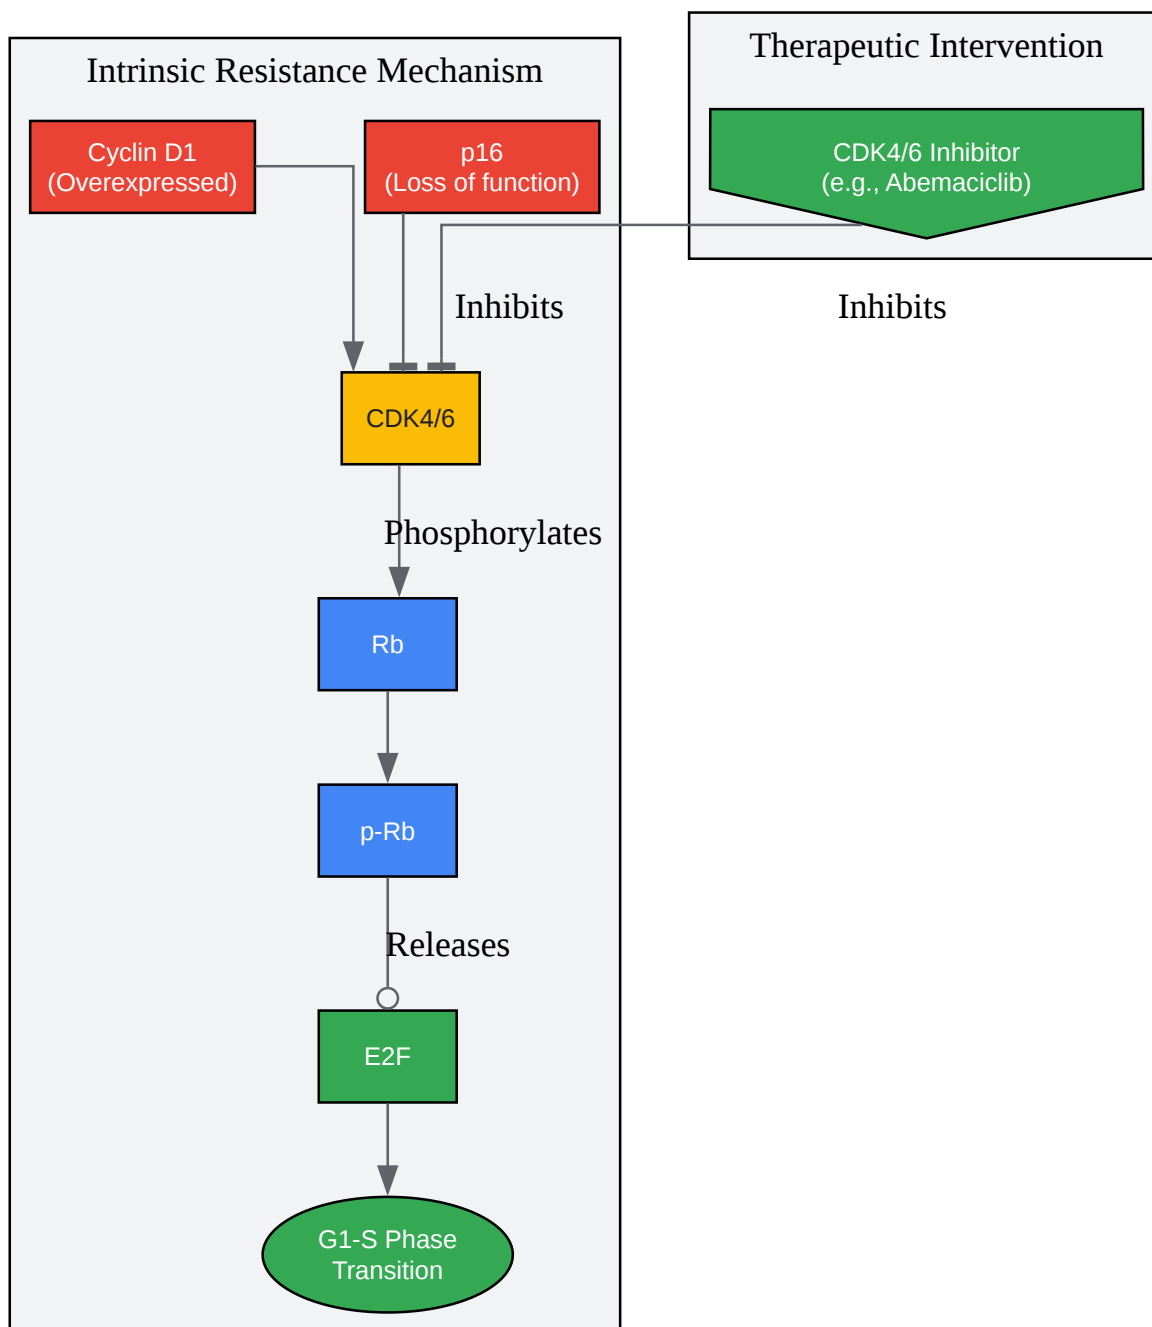 Therapeutic Intervention
Intrinsic Resistance Mechanism
Cyclin D1
(Overexpressed)
p16
(Loss of function)
CDK4/6 Inhibitor
(e.g., Abemaciclib)
Inhibits
Inhibits
CDK4/6
Phosphorylates
Rb
p-Rb
Releases
E2F
G1-S Phase
Transition